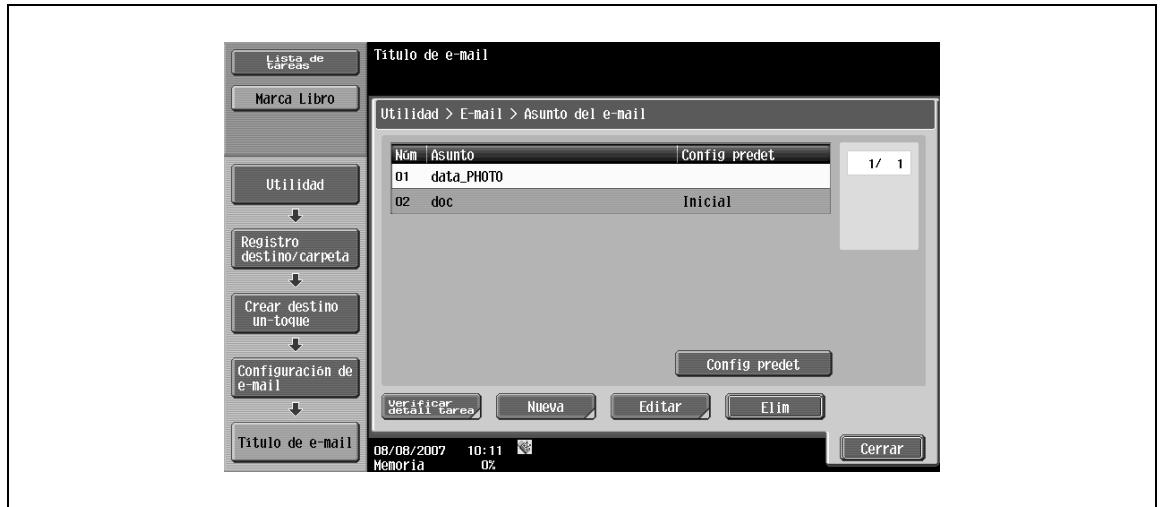 Lista de
tareas
Marca Libro
Utilidad
Registro
destino/carpeta
Crear destino
un-toque
Configuración de
e-mail
Título de e-mail
Título de e-mail
Utilidad > E-mail > Asunto del e-mail
Núm Asunto Config predet
01 data_PHOTO
02 doc Inicial
1/ 1
Config predet
Verificar
detall tarea
Nueva
Editar
Elim
08/08/2007 10:11
Memoria 0%
Cerrar